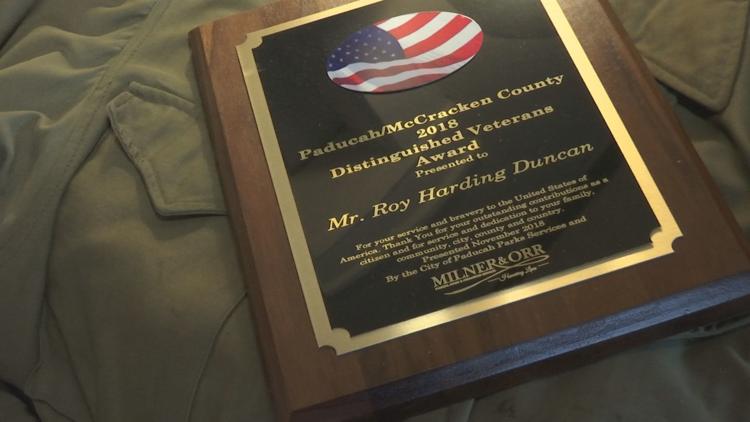 Paducah/McCracken County
2018
Distinguished Veterans
Award
Presented to
Mr. Roy Harding Duncan
For your service and bravery to the United States of
America. Thank You for your outstanding contributions as a
citizen and for service and dedication to your family,
community, city, county and country.
Presented November 2018
By the City of Paducah Parks Services and
MILNER & ORR